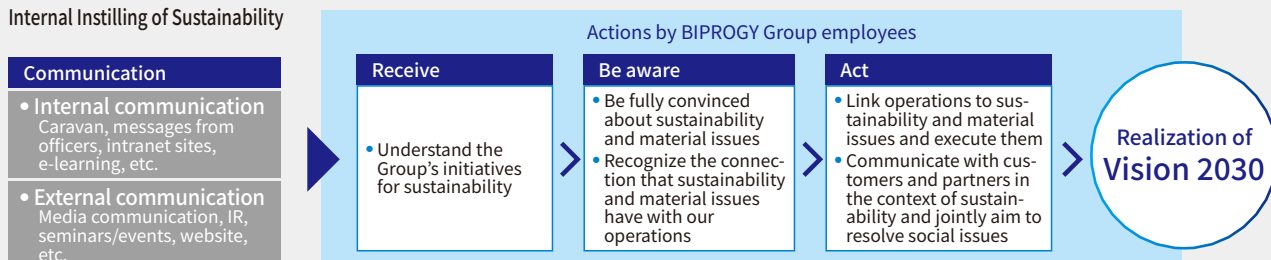 Internal Instilling of Sustainability
Communication
• Internal communication
Caravan, messages from
officers, intranet sites,
e-learning, etc.
• External communication
Media communication, IR,
seminars/events, website,
etc.
Actions by BIPROGY Group employees
Receive
• Understand the
Group's initiatives
for sustainability
Be aware
• Be fully convinced
about sustainability
and material issues
• Recognize the connec-
tion that sustainability
and material issues
have with our
operations
Act
• Link operations to sus-
tainability and material
issues and execute them
• Communicate with cus-
tomers and partners in
the context of sustain-
ability and jointly aim to
resolve social issues
Realization of
Vision 2030